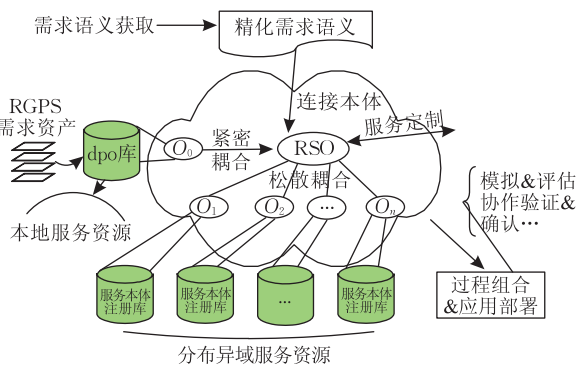 需求语义获取
精化需求语义
连接本体
RGPS
需求资产
dpo库
O0
紧密
耦合
RSO
服务定制
松散耦合
O1
O2
...
On
模拟&评估
协作验证&
确认…
本地服务资源
服务本体
注册库
服务本体
注册库
...
服务本体
注册库
过程组合
&应用部署
分布异域服务资源